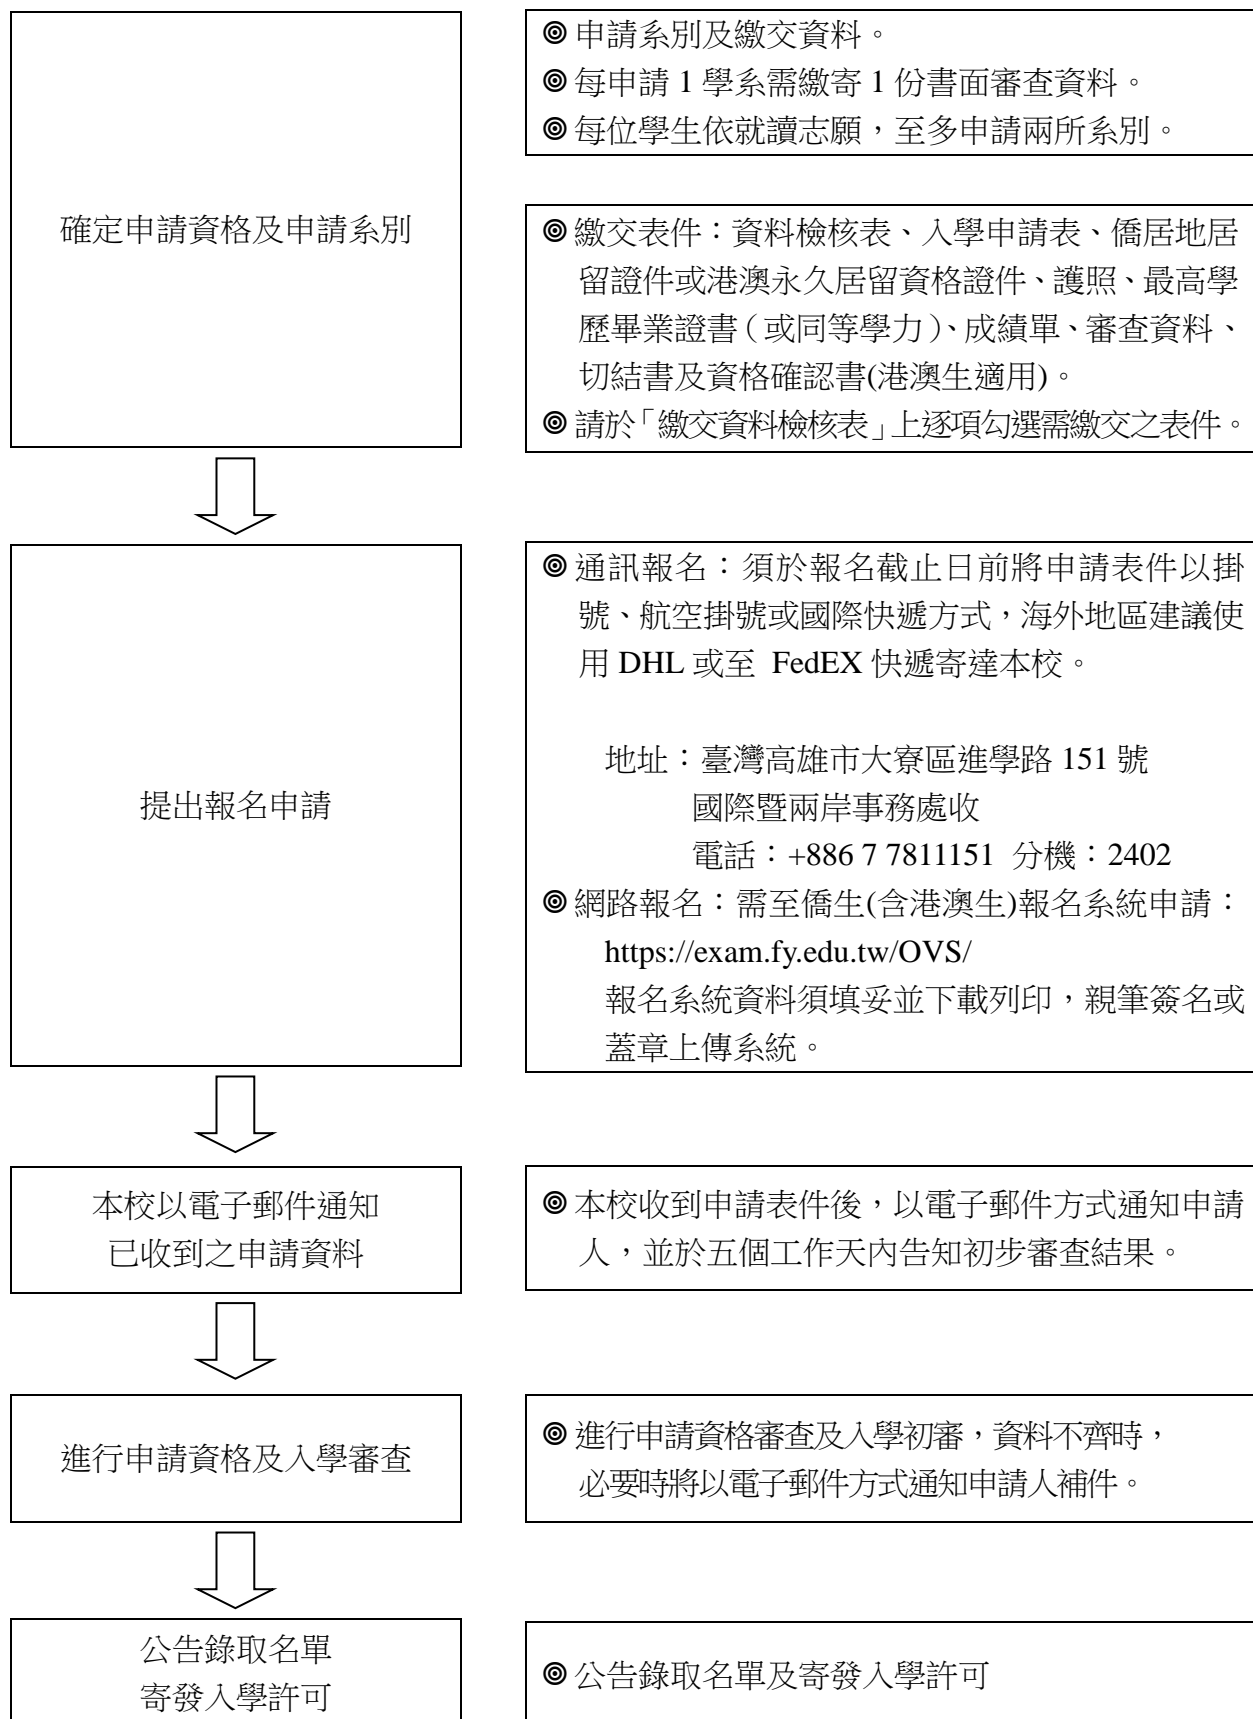 確定申請資格及申請系別
◎申請系別及繳交資料。
◎每申請 1 學系需繳寄 1 份書面審查資料。
◎每位學生依就讀志願，至多申請兩所系別。
◎繳交表件：資料檢核表、入學申請表、僑居地居
留證件或港澳永久居留資格證件、護照、最高學
歷畢業證書（或同等學力）、成績單、審查資料、
切結書及資格確認書(港澳生適用)。
◎請於「繳交資料檢核表」上逐項勾選需繳交之表件。
提出報名申請
◎通訊報名：須於報名截止日前將申請表件以掛
號、航空掛號或國際快遞方式，海外地區建議使
用 DHL 或至 FedEX 快遞寄達本校。
地址：臺灣高雄市大寮區進學路 151 號
國際暨兩岸事務處收
電話：+886 7 7811151 分機：2402
◎網路報名：需至僑生(含港澳生)報名系統申請：
https://exam.fy.edu.tw/OVS/
報名系統資料須填妥並下載列印，親筆簽名或
蓋章上傳系統。
本校以電子郵件通知
已收到之申請資料
◎本校收到申請表件後，以電子郵件方式通知申請
人，並於五個工作天內告知初步審查結果。
進行申請資格及入學審查
◎進行申請資格審查及入學初審，資料不齊時，
必要時將以電子郵件方式通知申請人補件。
公告錄取名單
寄發入學許可
◎公告錄取名單及寄發入學許可